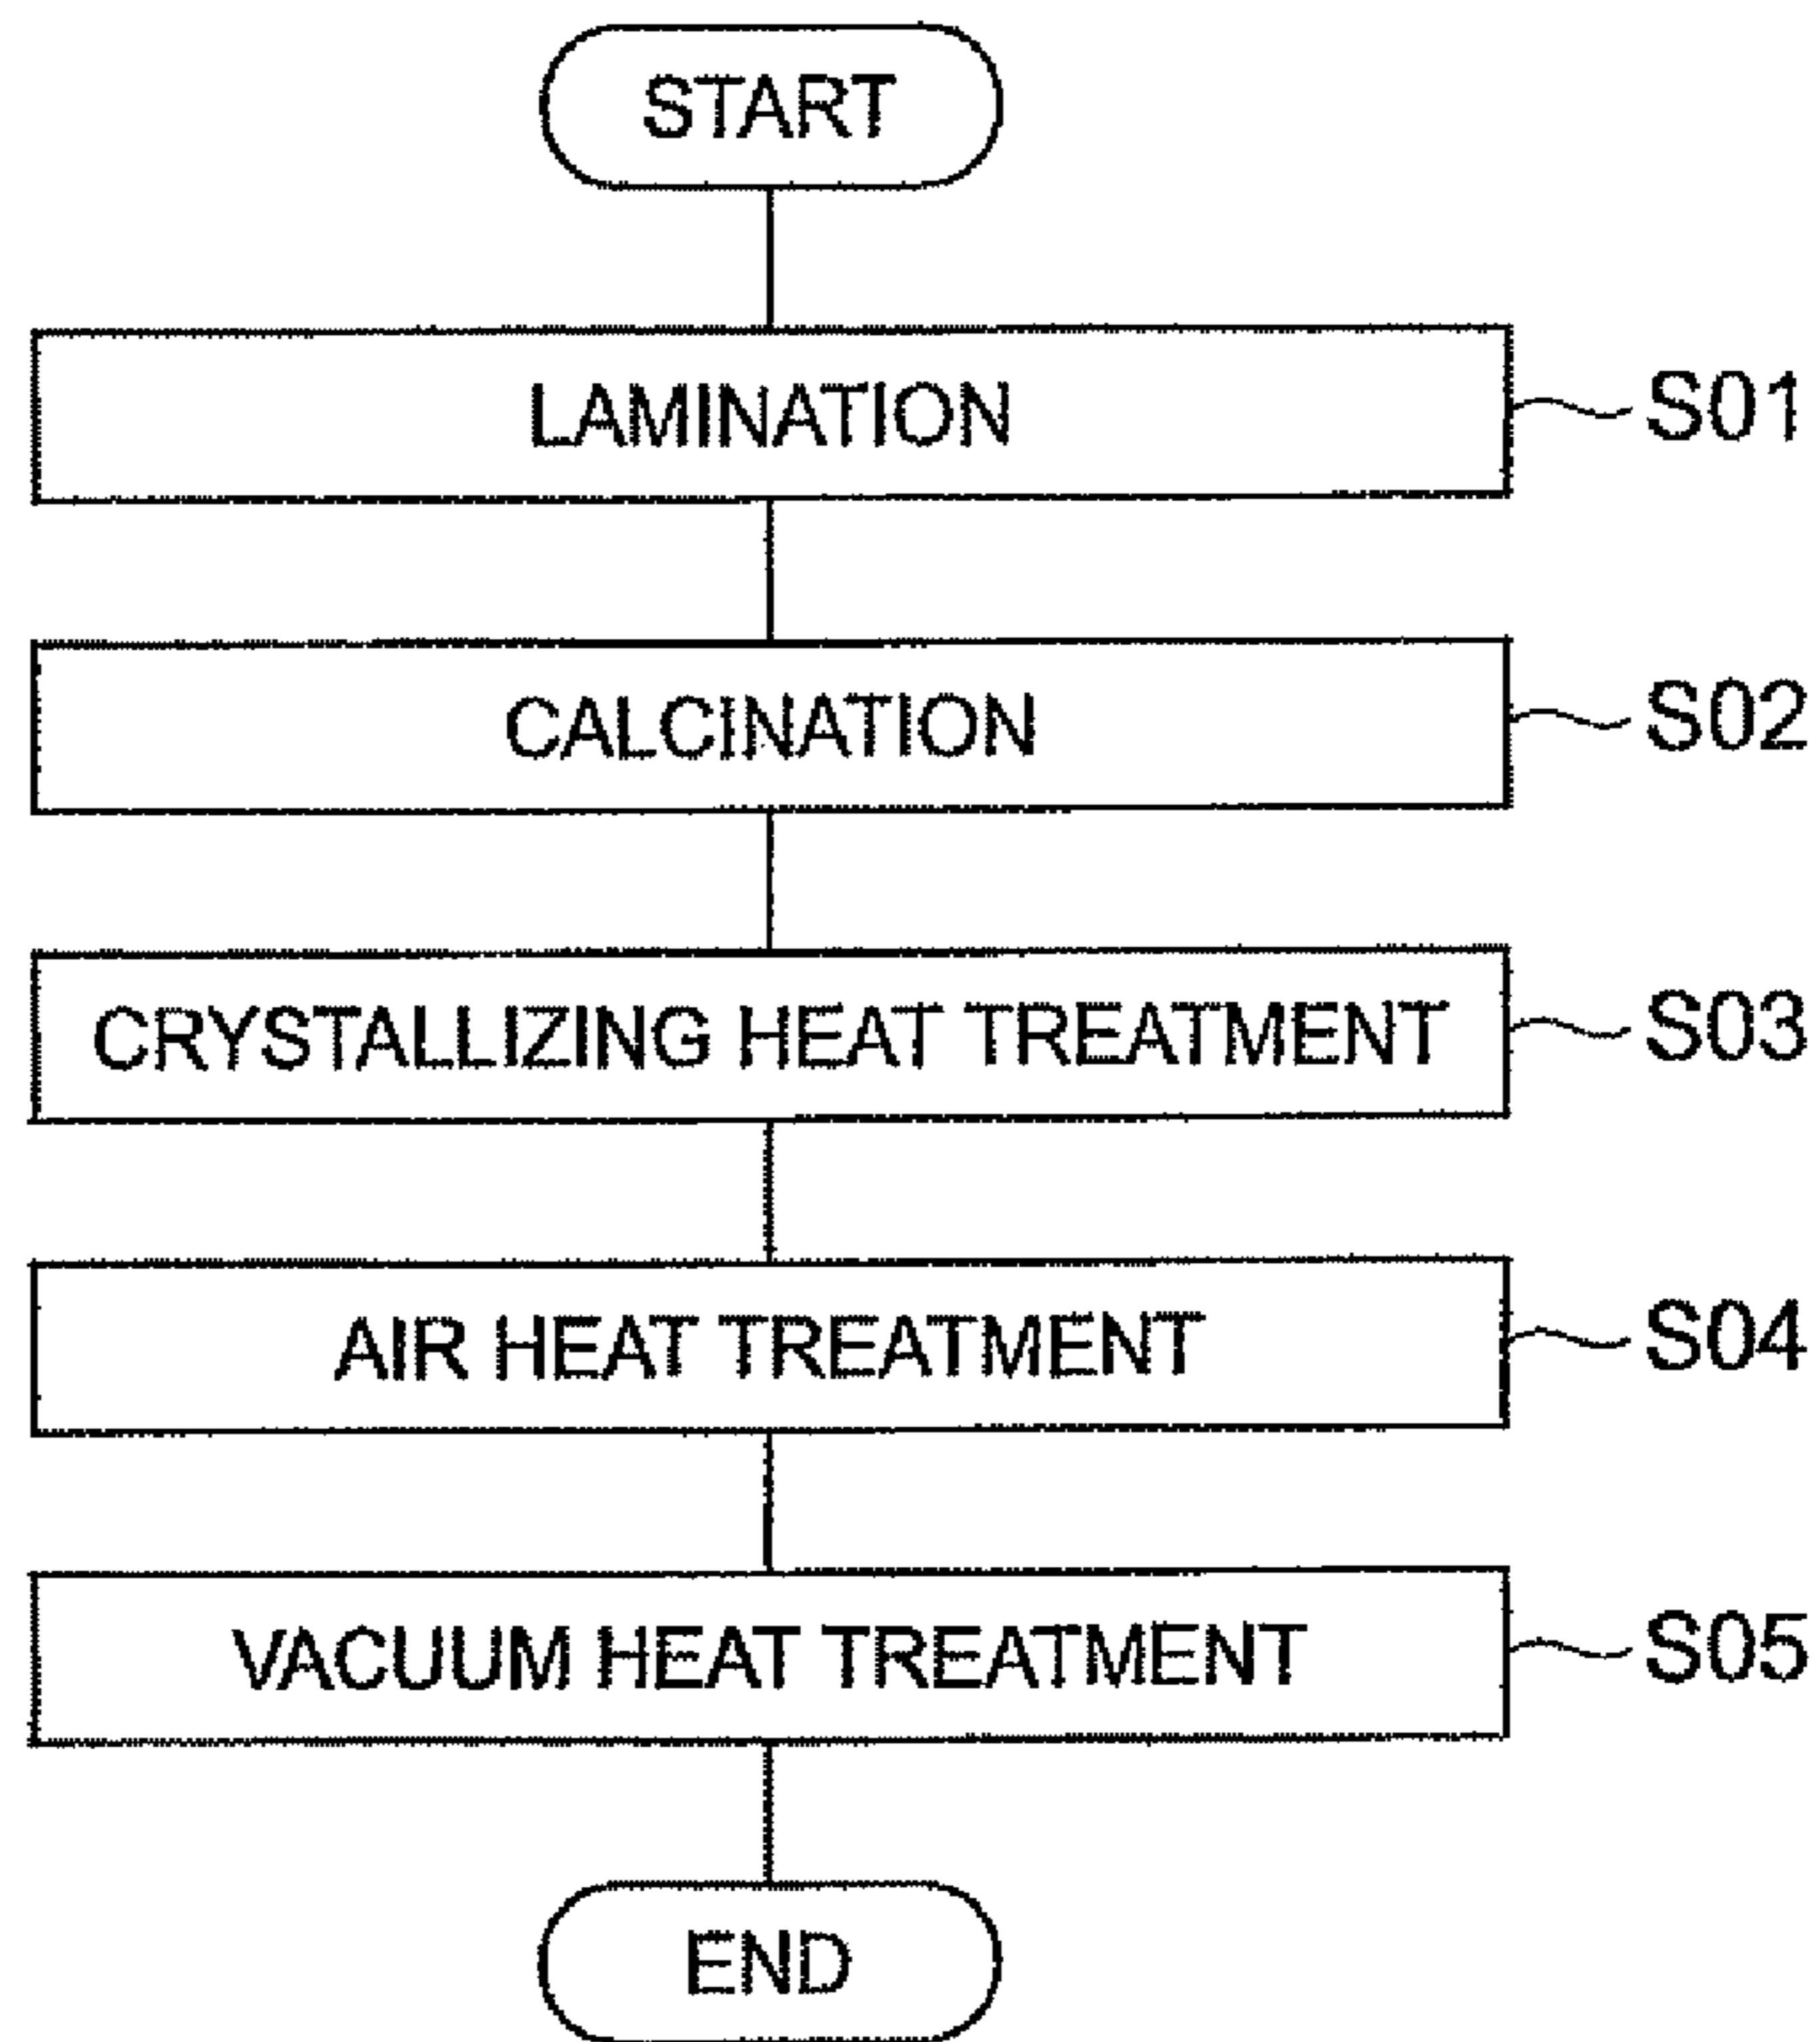 START
LAMINATION S01
CALCINATION S02
CRYSTALLIZING HEAT TREATMENT S03
AIR HEAT TREATMENT S04
VACUUM HEAT TREATMENT S05
END